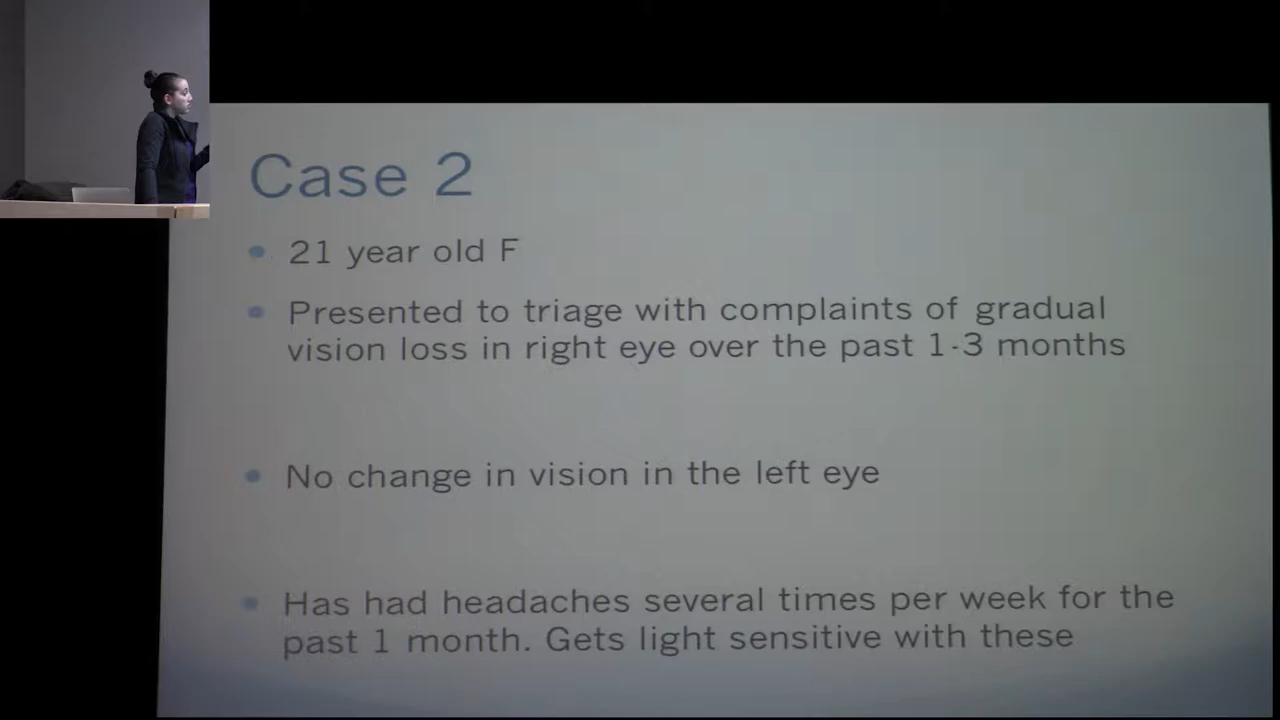 Case 2
• 21 year old F
• Presented to triage with complaints of gradual
vision loss in right eye over the past 1-3 months
• No change in vision in the left eye
• Has had headaches several times per week for the
past 1 month. Gets light sensitive with these